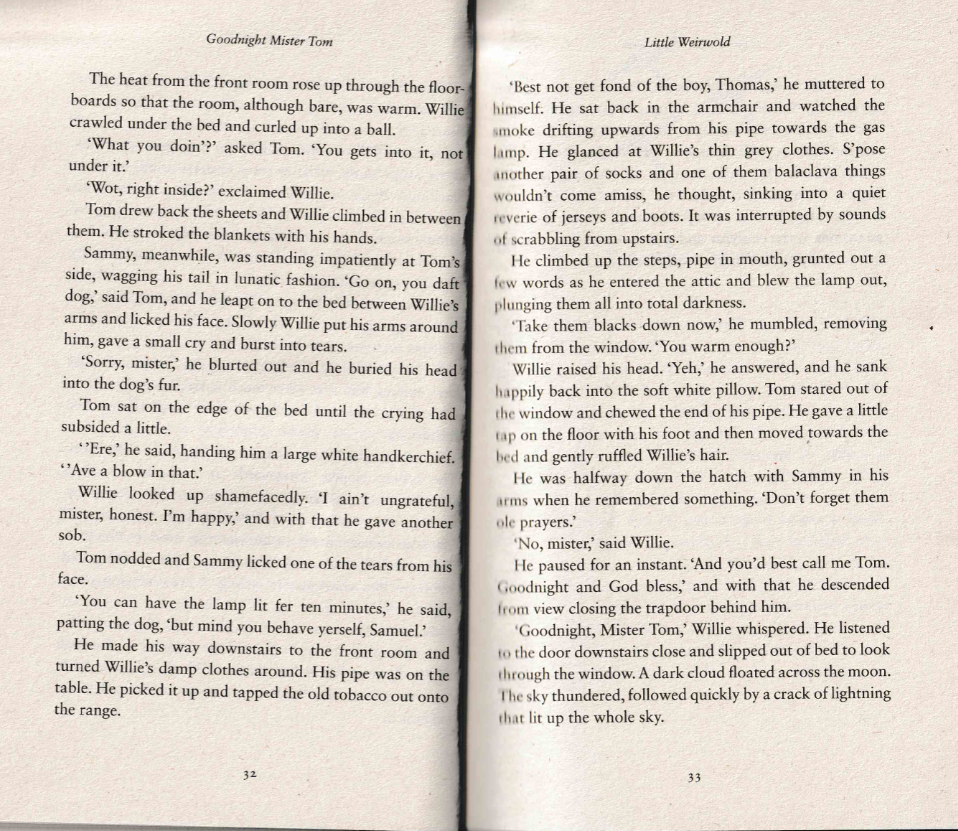 Goodnight Mister Tom
The heat from the front room rose up through the floor-
boards so that the room, although bare, was warm. Willie
crawled under the bed and curled up into a ball.
‘What you doin’?’ asked Tom. ‘You gets into it, not
under it.’
‘Wot, right inside?’ exclaimed Willie.
Tom drew back the sheets and Willie climbed in between
them. He stroked the blankets with his hands.
Sammy, meanwhile, was standing impatiently at Tom’s
side, wagging his tail in lunatic fashion. ‘Go on, you daft
dog,’ said Tom, and he leapt on to the bed between Willie’s
arms and licked his face. Slowly Willie put his arms around
him, gave a small cry and burst into tears.
‘Sorry, mister,’ he blurted out and he buried his head
into the dog’s fur.
Tom sat on the edge of the bed until the crying had
subsided a little.
‘’Ere,’ he said, handing him a large white handkerchief.
‘’Ave a blow in that.’
Willie looked up shamefacedly. ‘I ain’t ungrateful,
mister, honest. I’m happy,’ and with that he gave another
sob.
Tom nodded and Sammy licked one of the tears from his
face.
‘You can have the lamp lit fer ten minutes,’ he said,
patting the dog, ‘but mind you behave yerself, Samuel.’
He made his way downstairs to the front room and
turned Willie’s damp clothes around. His pipe was on the
table. He picked it up and tapped the old tobacco out onto
the range.
32
Little Weirwold
‘Best not get fond of the boy, Thomas,’ he muttered to
himself. He sat back in the armchair and watched the
smoke drifting upwards from his pipe towards the gas
lamp. He glanced at Willie’s thin grey clothes. S’pose
another pair of socks and one of them balaclava things
wouldn’t come amiss, he thought, sinking into a quiet
reverie of jerseys and boots. It was interrupted by sounds
of scrabbling from upstairs.
He climbed up the steps, pipe in mouth, grunted out a
few words as he entered the attic and blew the lamp out,
plunging them all into total darkness.
‘Take them blacks down now,’ he mumbled, removing
them from the window. ‘You warm enough?’
Willie raised his head. ‘Yeh,’ he answered, and he sank
happily back into the soft white pillow. Tom stared out of
the window and chewed the end of his pipe. He gave a little
tap on the floor with his foot and then moved towards the
bed and gently ruffled Willie’s hair.
He was halfway down the hatch with Sammy in his
arms when he remembered something. ‘Don’t forget them
ole prayers.’
‘No, mister,’ said Willie.
He paused for an instant. ‘And you’d best call me Tom.
Goodnight and God bless,’ and with that he descended
from view closing the trapdoor behind him.
‘Goodnight, Mister Tom,’ Willie whispered. He listened
to the door downstairs close and slipped out of bed to look
through the window. A dark cloud floated across the moon.
The sky thundered, followed quickly by a crack of lightning
that lit up the whole sky.
33